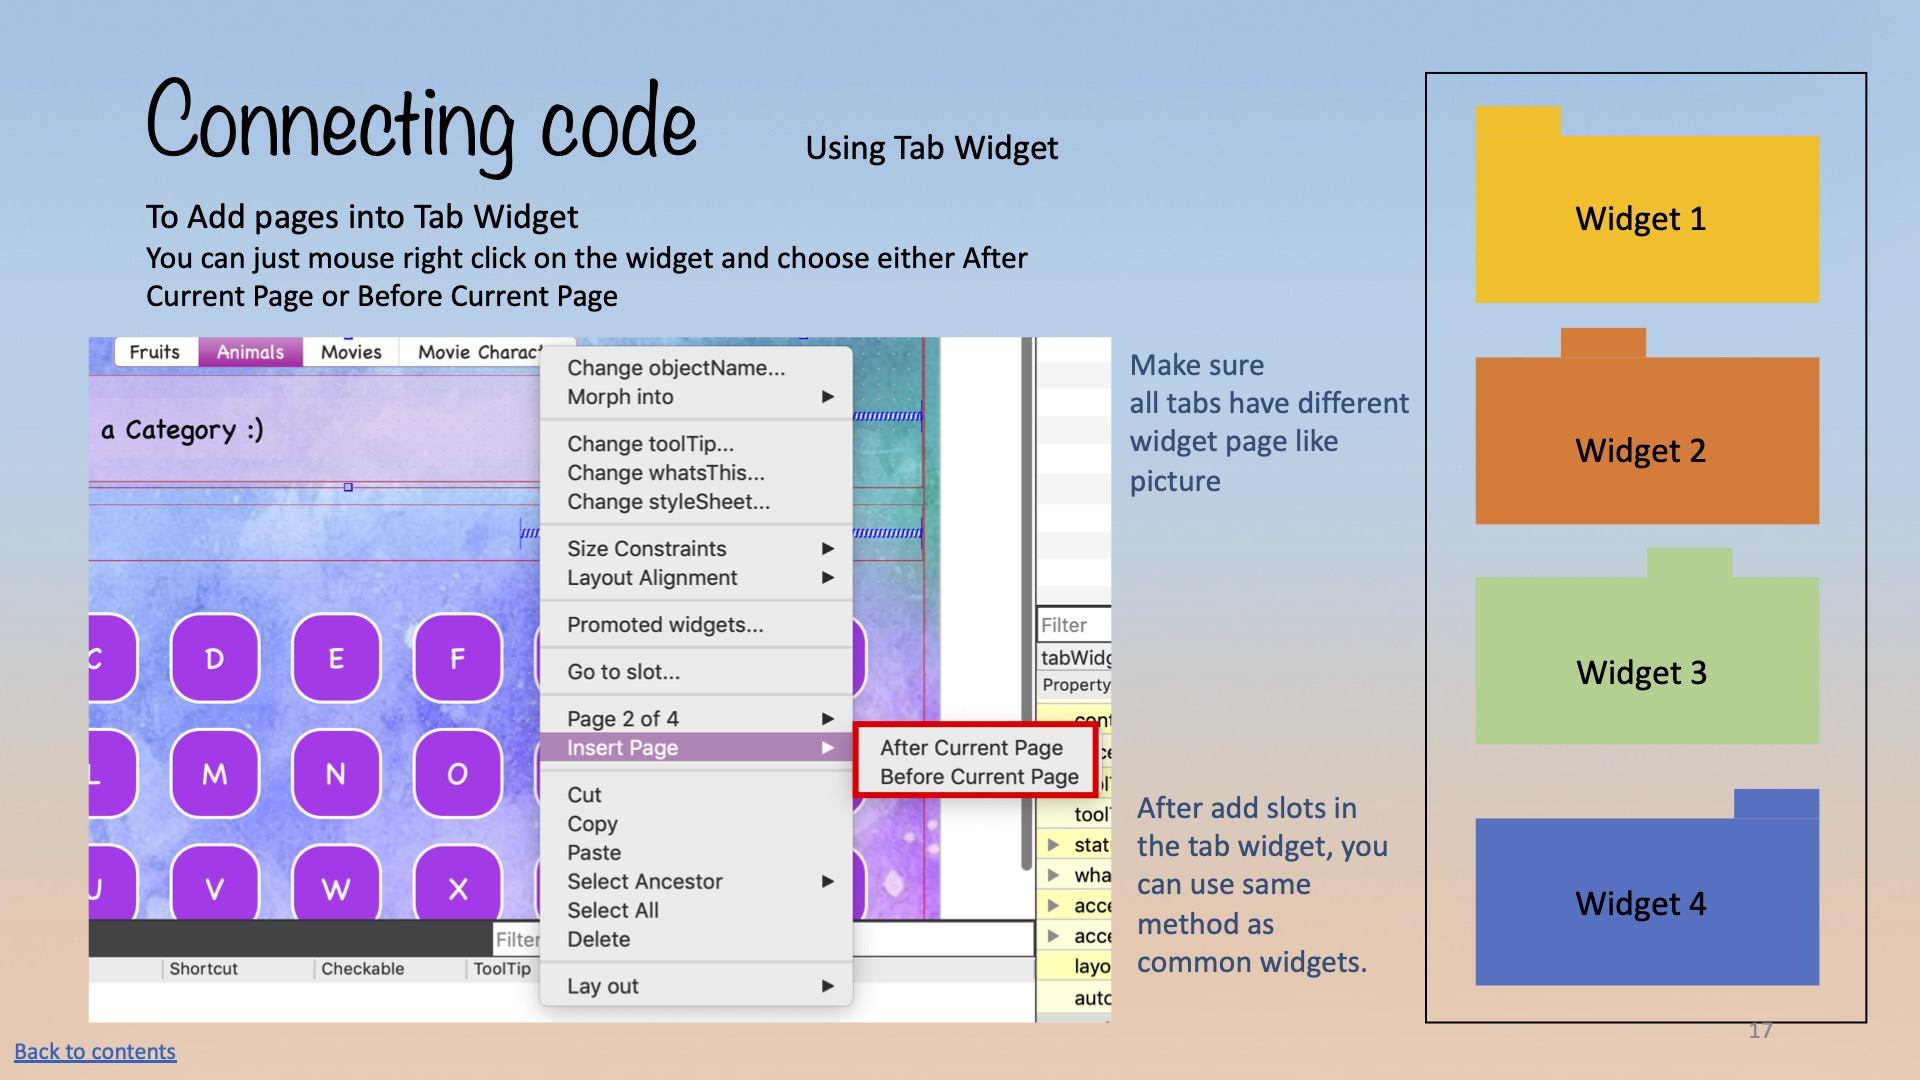 Connecting code
Using Tab Widget
To Add pages into Tab Widget
You can just mouse right click on the widget and choose either After
Current Page or Before Current Page
Fruits
Animals
Movies
Movie Charact
a Category :)
C
D
E
F
L
M
N
O
U
V
W
X
Change objectName...
Morph into
Change toolTip...
Change whatsThis...
Change styleSheet...
Size Constraints
Layout Alignment
Promoted widgets...
Go to slot...
Page 2 of 4
Insert Page
After Current Page
Before Current Page
Cut
Copy
Paste
Select Ancestor
Select All
Delete
Lay out
Filter
Shortcut
Checkable
ToolTip
Filter
tabWidg
Property
cont
tool
stat
wha
acce
acce
layo
auto
Make sure
all tabs have different
widget page like
picture
After add slots in
the tab widget, you
can use same
method as
common widgets.
Widget 1
Widget 2
Widget 3
Widget 4
17
Back to contents